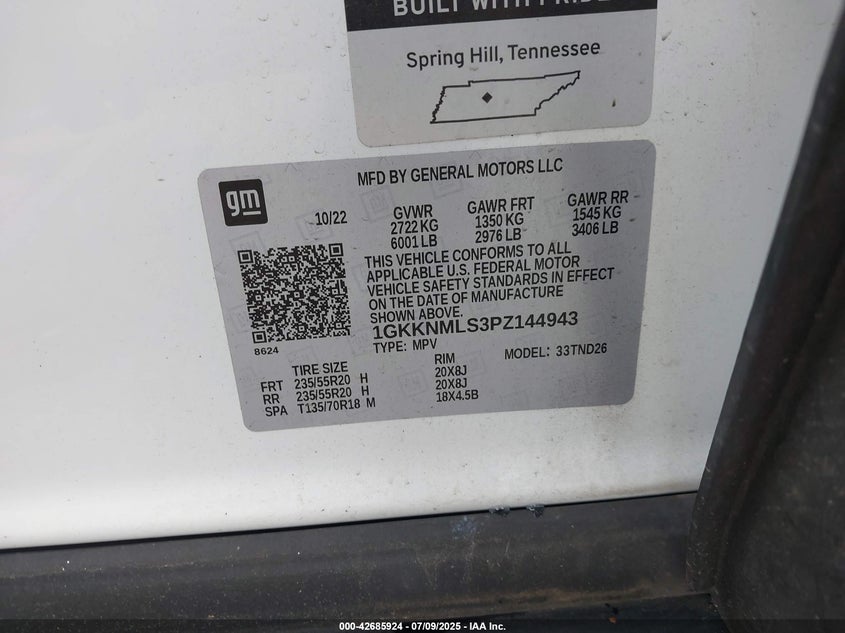 BUILT WITH PRIDE
Spring Hill, Tennessee
gm
MFD BY GENERAL MOTORS LLC
10/22 GVWR GAWR FRT GAWR RR
2722 KG 1350 KG 1545 KG
6001 LB 2976 LB 3406 LB
THIS VEHICLE CONFORMS TO ALL
APPLICABLE U.S. FEDERAL MOTOR
VEHICLE SAFETY STANDARDS IN EFFECT
ON THE DATE OF MANUFACTURE
SHOWN ABOVE.
1GKKNMLS3PZ144943
8624
TYPE: MPV MODEL: 33TND26
TIRE SIZE RIM
FRT 235/55R20 H 20X8J
RR 235/55R20 H 20X8J
SPA T135/70R18 M 18X4.5B
000-42685924 - 07/09/2025 - IAA Inc.